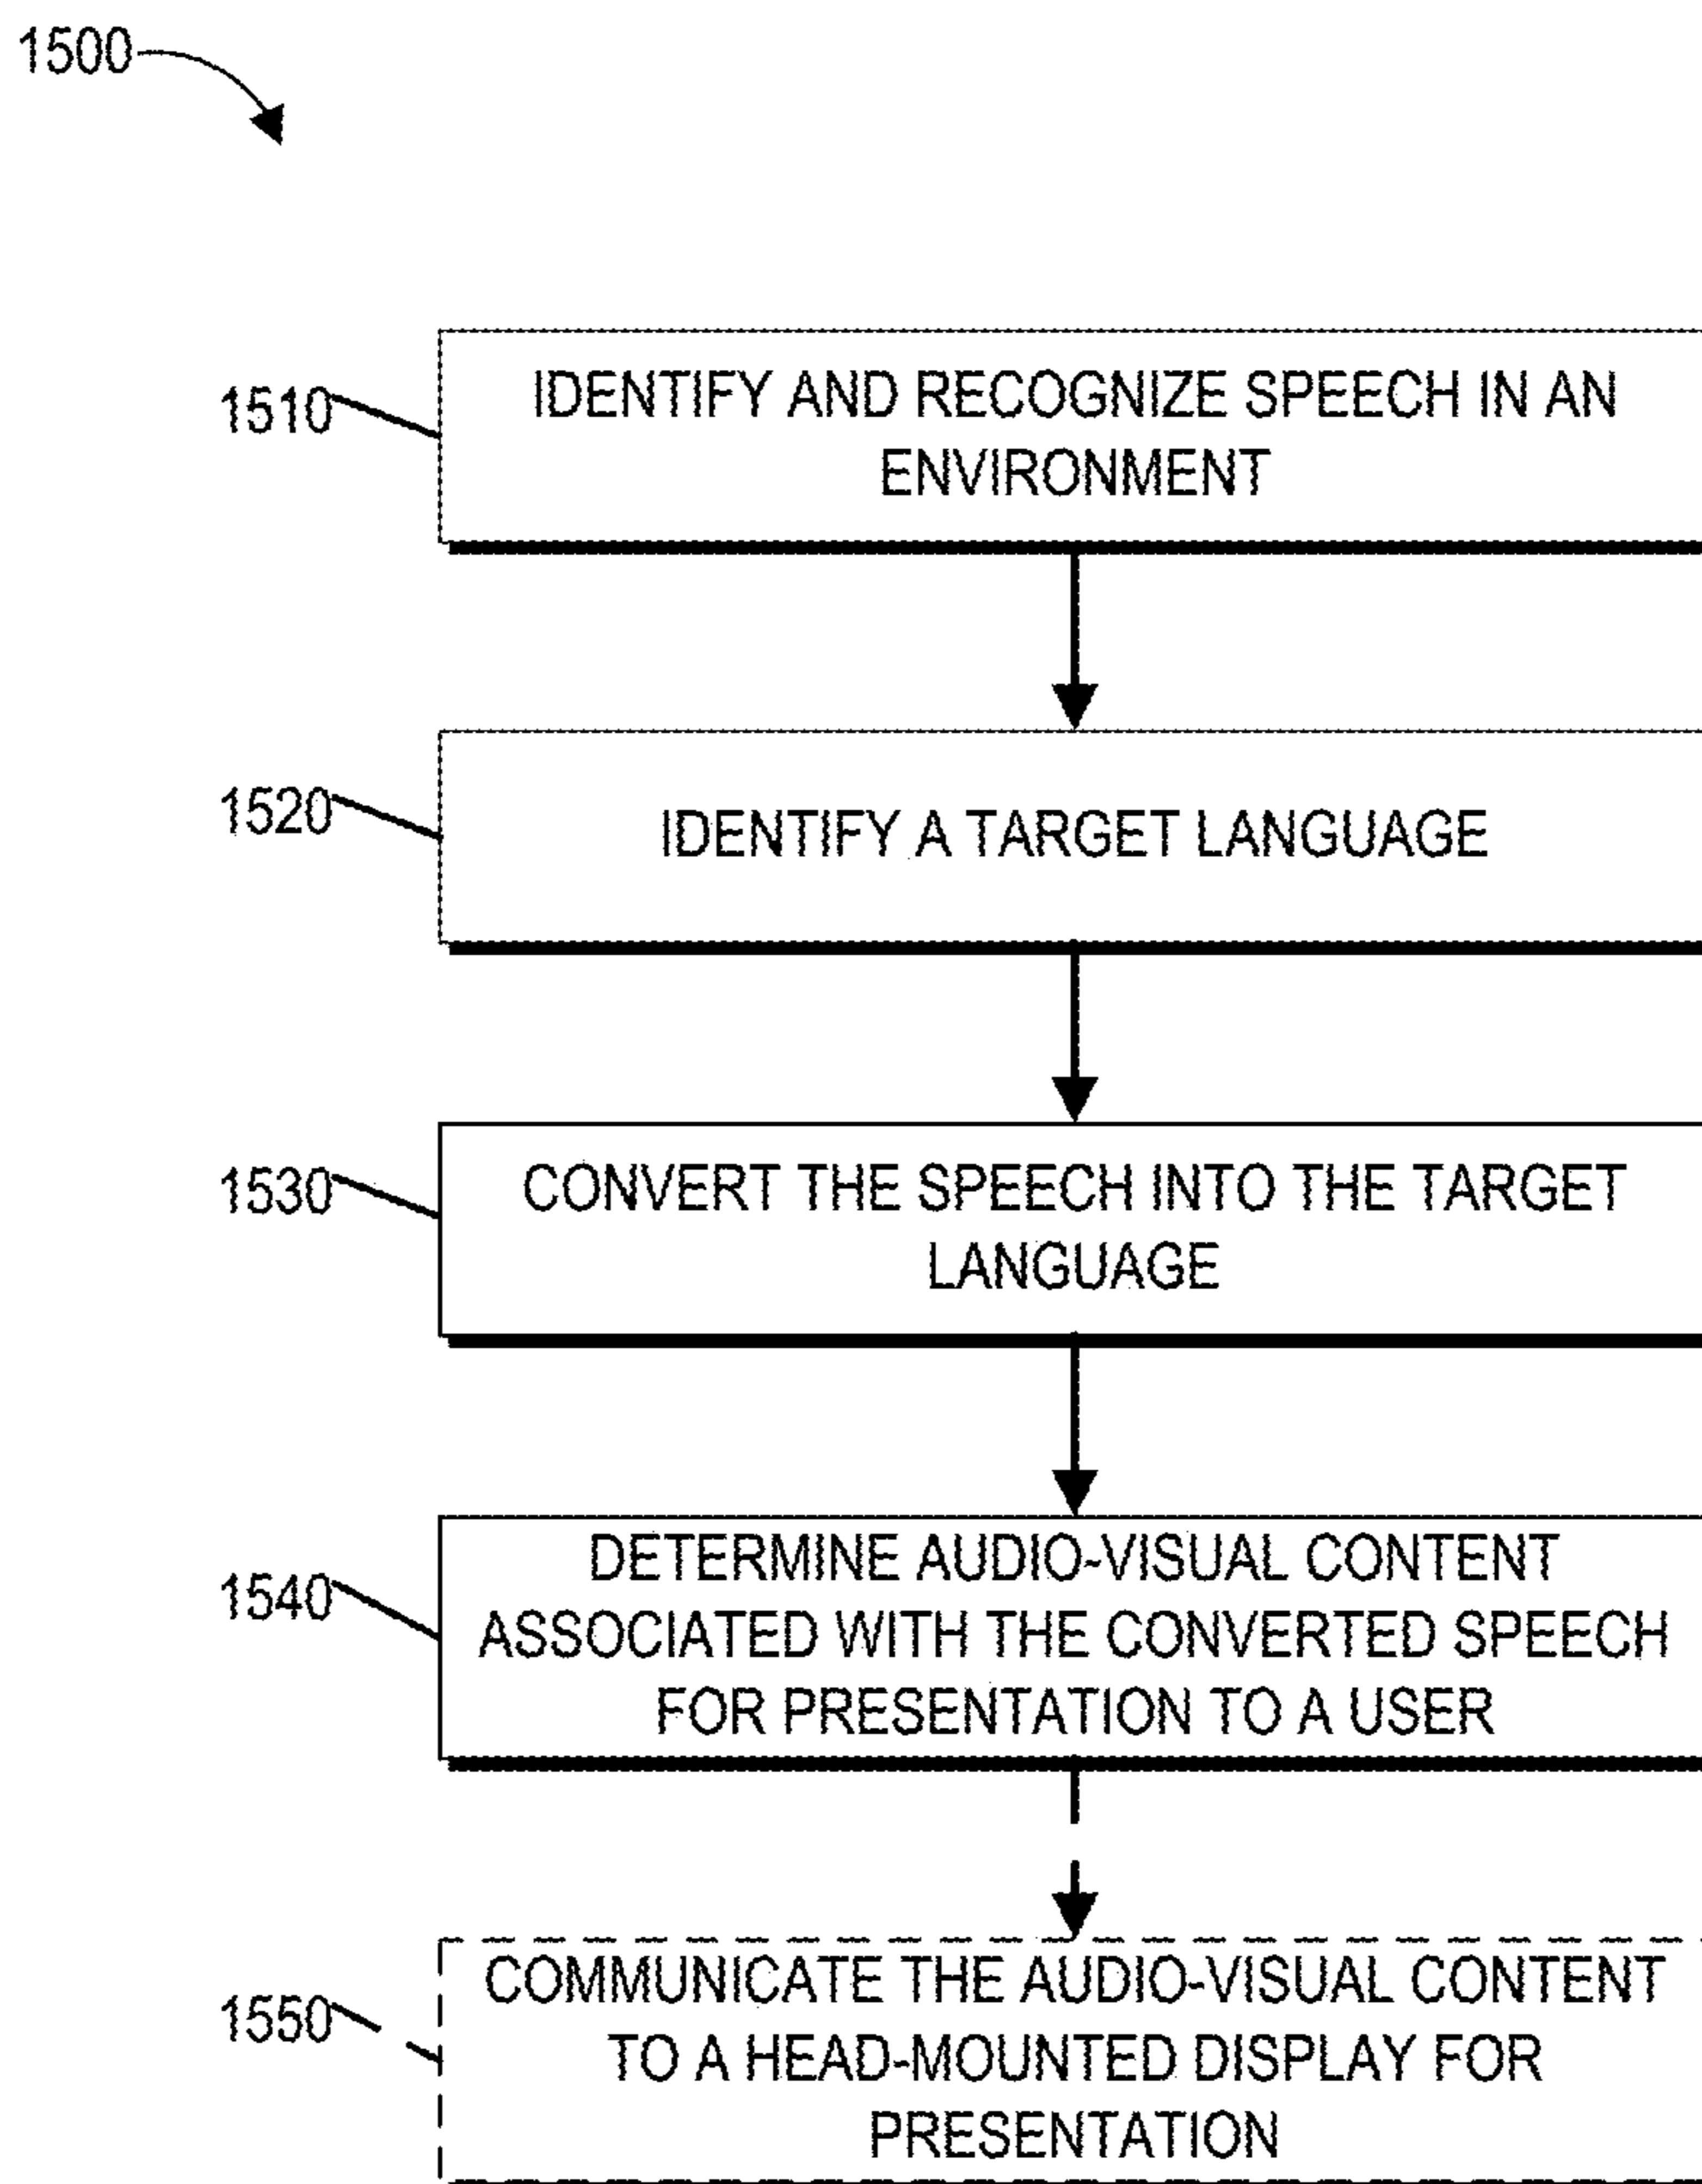 1500
1510
IDENTIFY AND RECOGNIZE SPEECH IN AN
ENVIRONMENT
1520
IDENTIFY A TARGET LANGUAGE
1530
CONVERT THE SPEECH INTO THE TARGET
LANGUAGE
1540
DETERMINE AUDIO-VISUAL CONTENT
ASSOCIATED WITH THE CONVERTED SPEECH
FOR PRESENTATION TO A USER
1550
COMMUNICATE THE AUDIO-VISUAL CONTENT
TO A HEAD-MOUNTED DISPLAY FOR
PRESENTATION